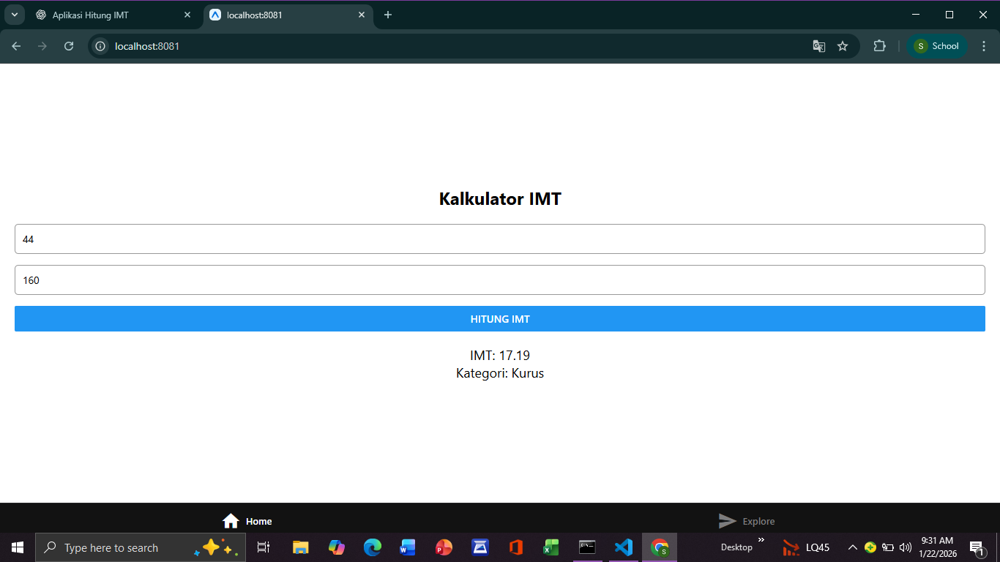 Aplikasi Hitung IMT
localhost:8081
localhost:8081
S
School
Kalkulator IMT
44
160
HITUNG IMT
IMT: 17.19
Kategori: Kurus
Home
Explore
Type here to search
Desktop
LQ45
9:31 AM
1/22/2026
1